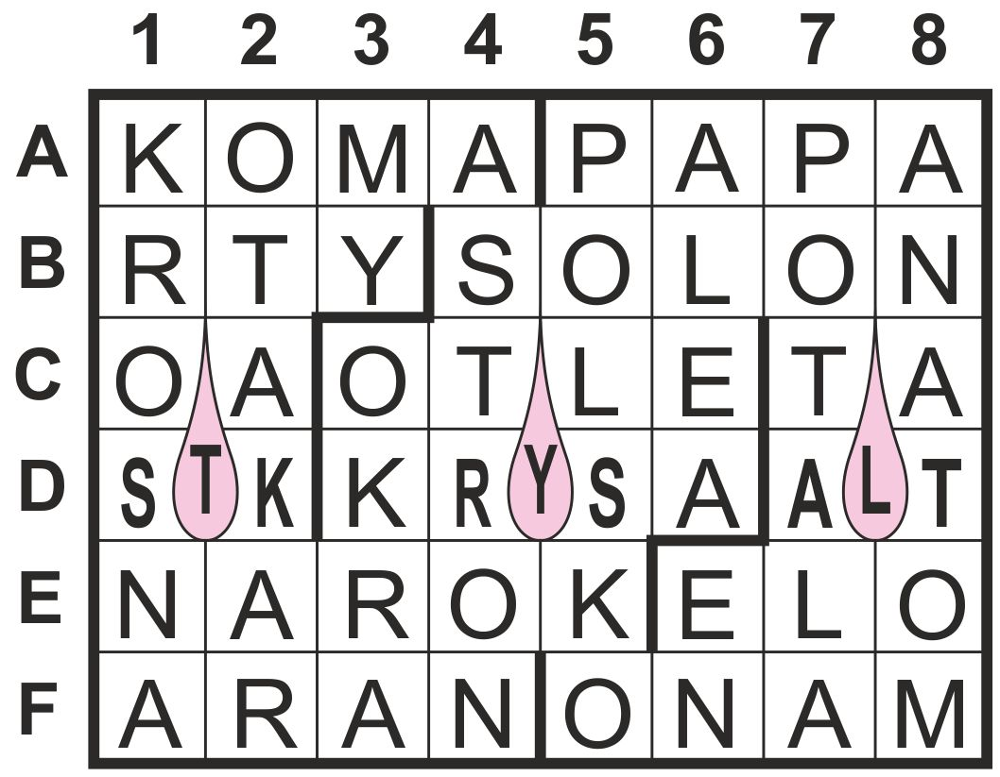 1 2 3 4 5 6 7 8
A K O M A P A P A
B R T Y S O L O N
C O A O T L E T A
D S T K K R Y S A A L T
E N A R O K E L O
F A R A N O N A M